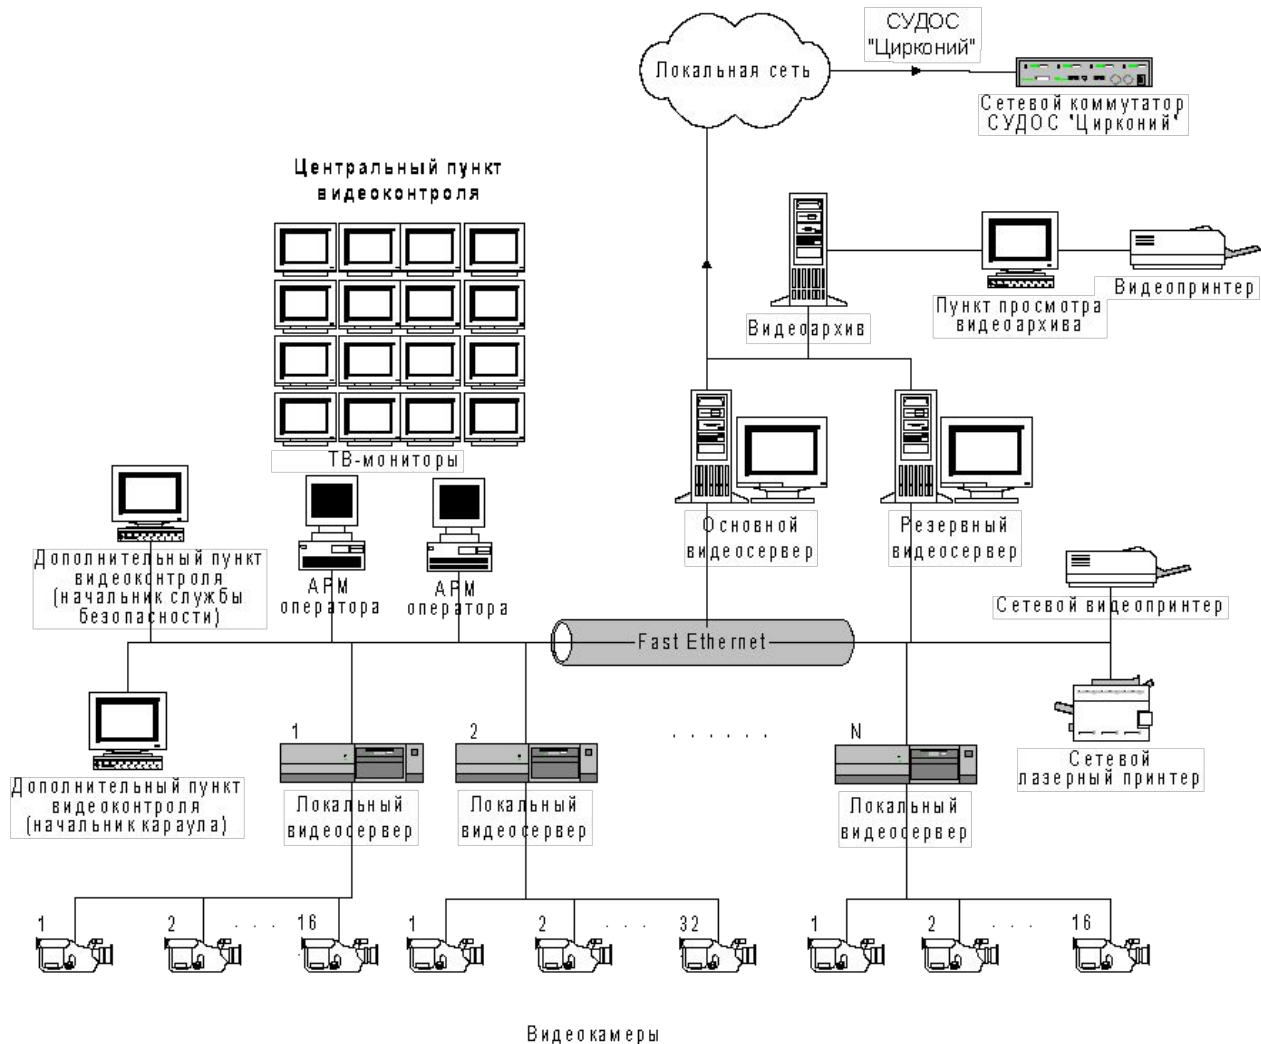 СУДОС
"Цирконий"
Локальная сеть
Сетевой коммутатор
СУДОС "Цирконий"
Центральный пункт
видеоконтроля
Видеоархив
Пункт просмотра
видеоархива
Видеопринтер
ТВ-мониторы
Основной
видеосервер
Резервный
видеосервер
Дополнительный пункт
видеоконтроля
(начальник службы
безопасности)
АРМ
оператора
АРМ
оператора
Сетевой видеопринтер
Fast Ethernet
1
2
. . . . . .
N
Дополнительный пункт
видеоконтроля
(начальник караула)
Локальный
видеосервер
Локальный
видеосервер
Локальный
видеосервер
Сетевой
лазерный принтер
1
2
. . .
16
1
2
. . .
32
1
2
. . .
16
Видеокамеры